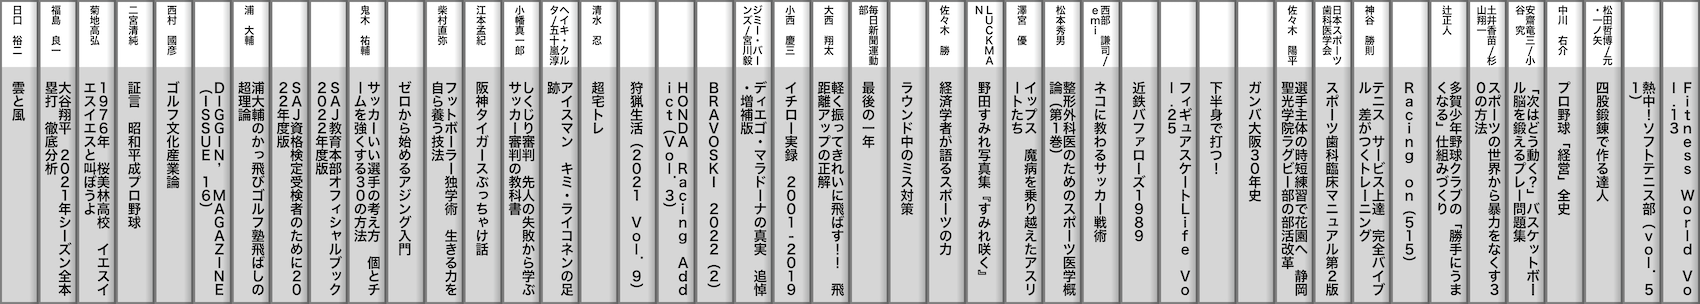 Fitness World Vo
l.13
熱中!ソフトテニス部(vol.5
1)
松田哲博/元
・一ノ矢
四股鍛錬で作る達人
中川 右介
プロ野球「経営」全史
安齋竜三/小
谷 究
「次はどう動く?」バスケットボー
ル脳を鍛えるプレー問題集
土井香苗/杉
山翔一
スポーツの世界から暴力をなくす3
0の方法
辻正人
多賀少年野球クラブの「勝手にうま
くなる」仕組みづくり
Racing on(515)
神谷 勝則
テニス サービス上達 完全バイブ
ル 差がつくトレーニング
日本スポーツ
歯科医学会
スポーツ歯科臨床マニュアル第2版
佐々木 陽平
選手主体の時短練習で花園へ 静岡
聖光学院ラグビー部の部活改革
ガンバ大阪30年史
下半身で打つ!
フィギュアスケートLife Vo
l.25
近鉄バファローズ1989
西部 謙司/
emi
ネコに教わるサッカー戦術
松本秀男
整形外科医のためのスポーツ医学概
論(第1巻)
澤宮 優
イップス 魔病を乗り越えたアスリ
ートたち
LUCKMA
N
野田すみれ写真集『すみれ咲く』
佐々木 勝
経済学者が語るスポーツの力
ラウンド中のミス対策
毎日新聞運動
部
最後の一年
大西 翔太
軽く振ってきれいに飛ばす!! 飛
距離アップの正解
小西 慶三
イチロー実録 2001-2019
ジミー・バー
ンズ/宮川毅
ディエゴ・マラドーナの真実 追悼
・増補版
BRAVOSKI 2022(2)
HONDA Racing Add
ict(Vol.3)
狩猟生活(2021 Vol.9)
清水 忍
超宅トレ
ヘイキ・クル
タ/五十嵐淳
アイスマン キミ・ライコネンの足
跡
小幡真一郎
しくじり審判 先人の失敗から学ぶ
サッカー審判の教科書
江本孟紀
阪神タイガースぶっちゃけ話
柴村直弥
フットボーラー独学術 生きる力を
自ら養う技法
ゼロから始めるアジング入門
鬼木 祐輔
サッカーいい選手の考え方 個とチ
ームを強くする30の方法
SAJ教育本部オフィシャルブック
2022年度版
SAJ資格検定受検者のために20
22年度版
浦 大輔
浦大輔のかっ飛びゴルフ塾飛ばしの
超理論
DIGGIN' MAGAZINE
(ISSUE 16)
西村 國彦
ゴルフ文化産業論
二宮清純
証言 昭和平成プロ野球
菊地高弘
1976年 桜美林高校 イエスイ
エスイエスと叫ぼうよ
福島 良一
大谷翔平 2021年シーズン全本
塁打 徹底分析
日口 裕二
雲と風